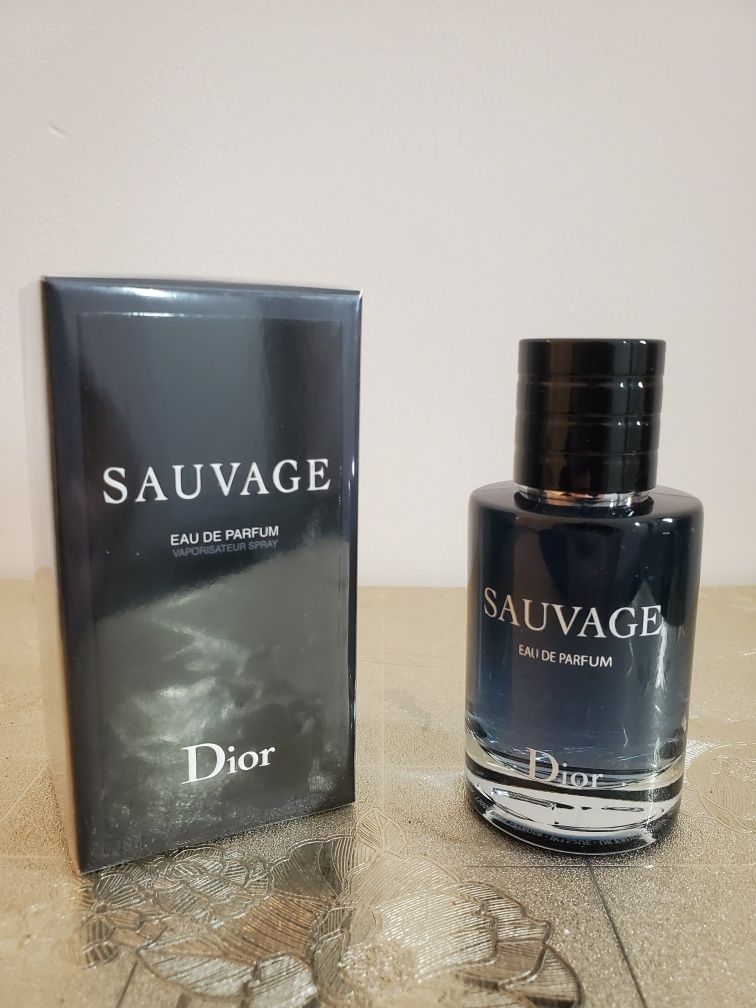 SAUVAGE
EAU DE PARFUM
VAPORISATEUR SPRAY
Dior
SAUVAGE
EAU DE PARFUM
Dior